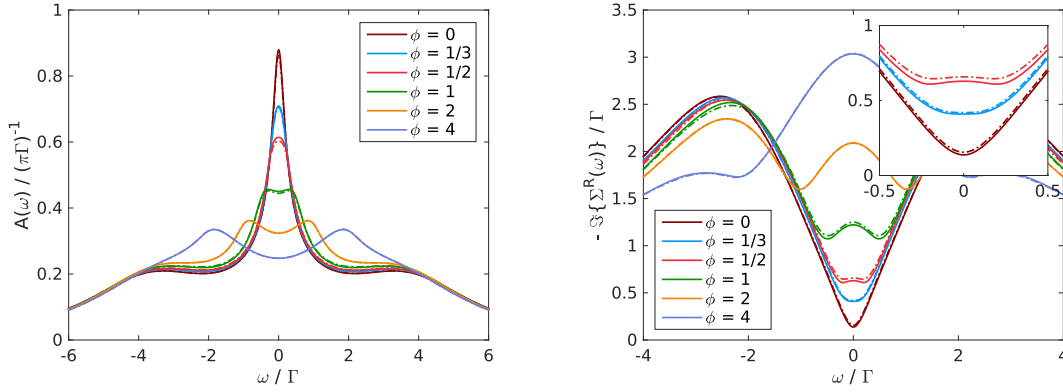 A(ω) / (πΓ)⁻¹
1
0.8
0.6
0.4
0.2
0
-6
-4
-2
0
2
4
6
ω / Γ
ϕ = 0
ϕ = 1/3
ϕ = 1/2
ϕ = 1
ϕ = 2
ϕ = 4
- ℑ{Σᴿ(ω)} / Γ
3.5
3
2.5
2
1.5
1
0.5
0
-4
-2
0
2
4
ω / Γ
ϕ = 0
ϕ = 1/3
ϕ = 1/2
ϕ = 1
ϕ = 2
ϕ = 4
1
0.5
0
-0.5
0
0.5